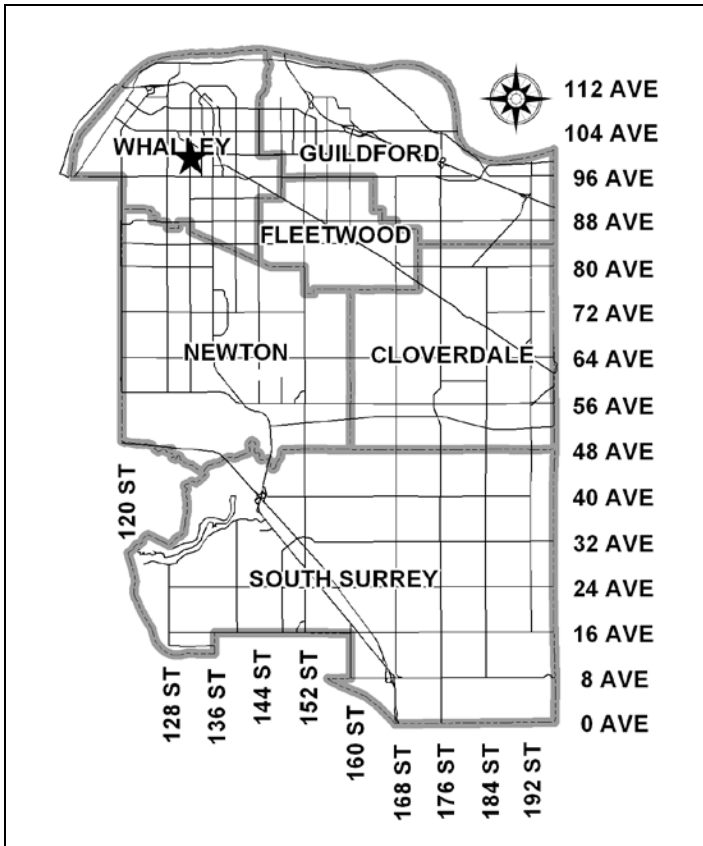 112 AVE
104 AVE
WHALLEY
GUILDFORD
96 AVE
88 AVE
FLEETWOOD
80 AVE
72 AVE
NEWTON
CLOVERDALE
64 AVE
56 AVE
48 AVE
120 ST
40 AVE
32 AVE
SOUTH SURREY
24 AVE
16 AVE
128 ST
136 ST
144 ST
152 ST
160 ST
8 AVE
0 AVE
168 ST
176 ST
184 ST
192 ST